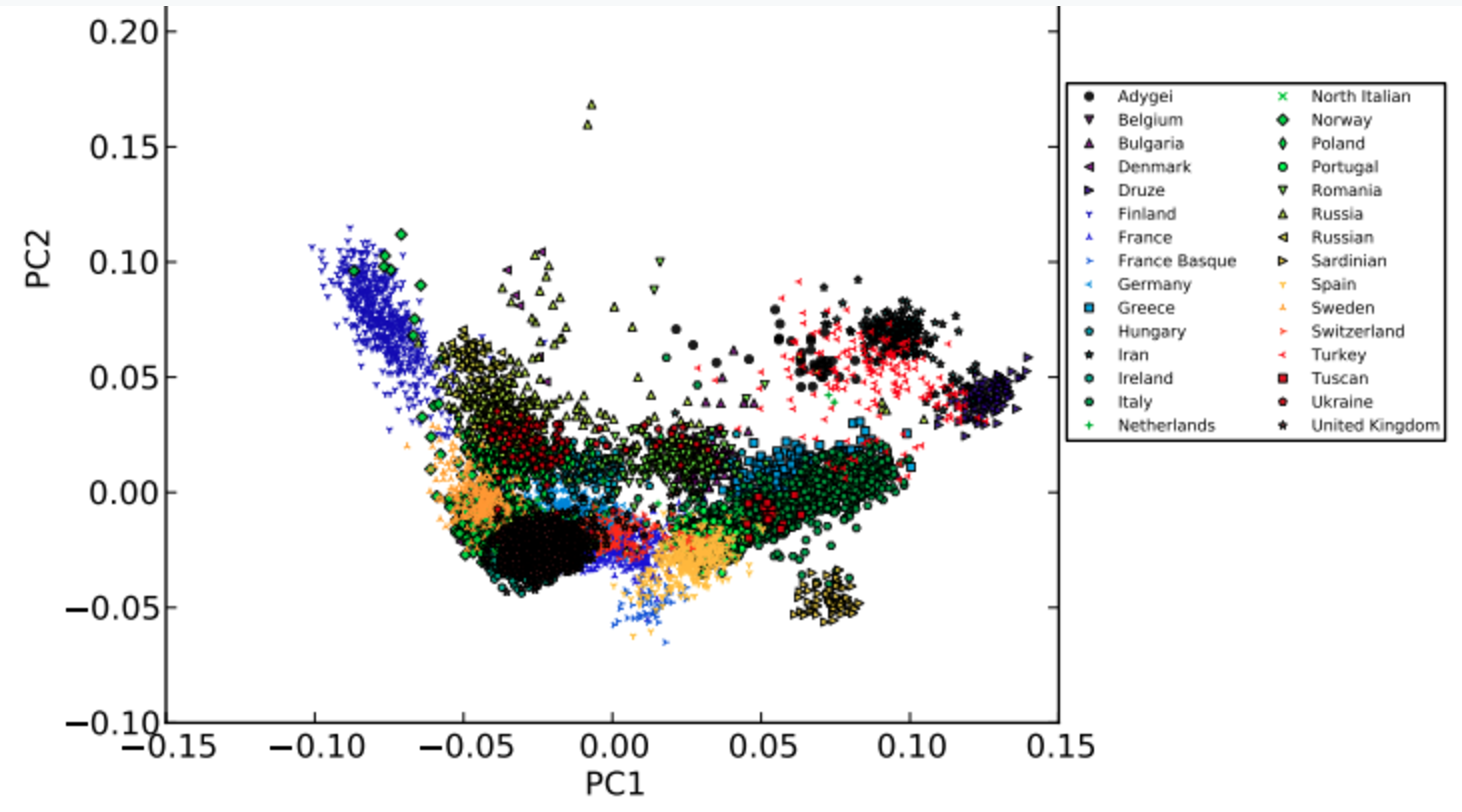 0.20
0.15
0.10
0.05
0.00
−0.05
−0.10
PC2
−0.15 −0.10 −0.05 0.00 0.05 0.10 0.15
PC1
Adygei
Belgium
Bulgaria
Denmark
Druze
Finland
France
France Basque
Germany
Greece
Hungary
Iran
Ireland
Italy
Netherlands
North Italian
Norway
Poland
Portugal
Romania
Russia
Russian
Sardinian
Spain
Sweden
Switzerland
Turkey
Tuscan
Ukraine
United Kingdom